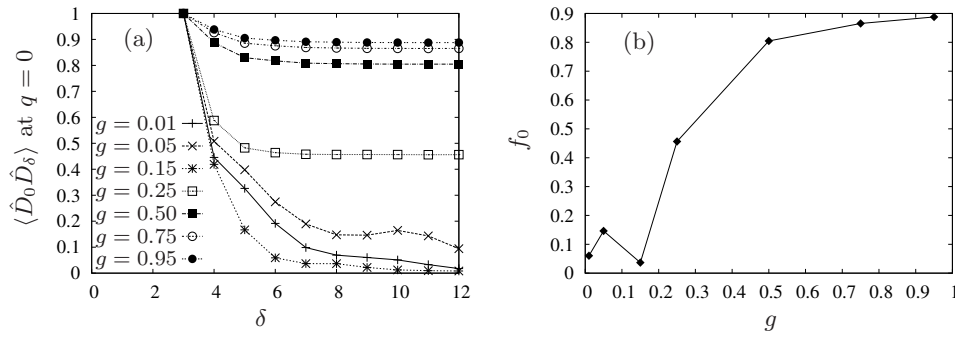 (a)
1
0.9
0.8
0.7
0.6
0.5
0.4
0.3
0.2
0.1
0
⟨D̂₀D̂_δ⟩ at q = 0
g = 0.01
g = 0.05
g = 0.15
g = 0.25
g = 0.50
g = 0.75
g = 0.95
0 2 4 6 8 10 12
δ
(b)
0.9
0.8
0.7
0.6
0.5
0.4
0.3
0.2
0.1
0
f₀
0 0.1 0.2 0.3 0.4 0.5 0.6 0.7 0.8 0.9 1
g